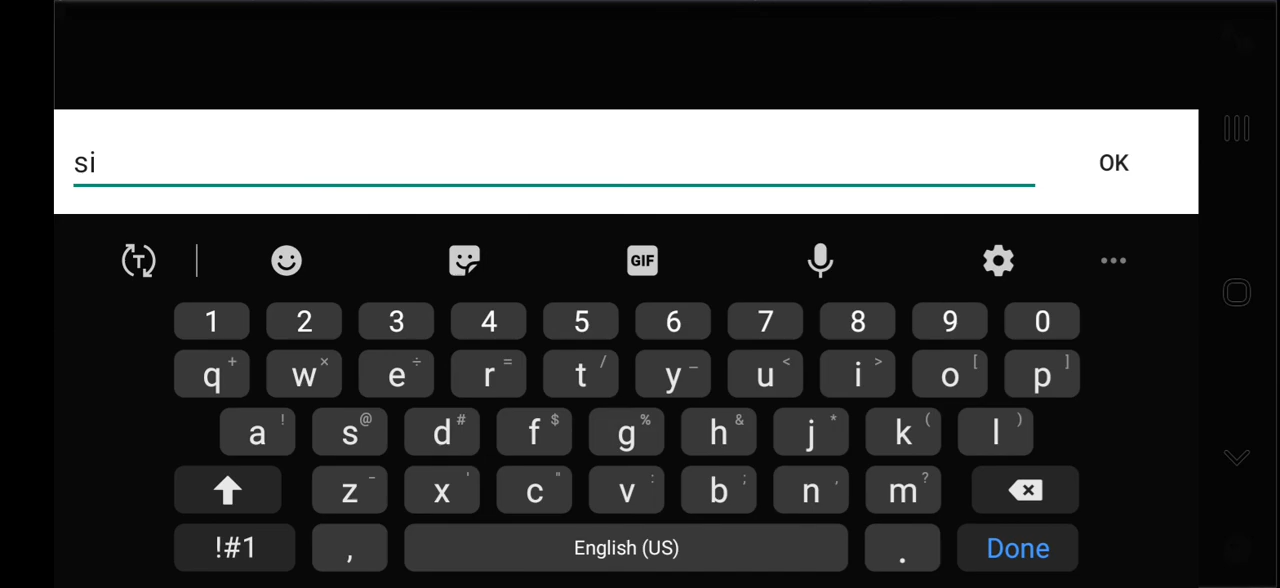 si
OK
T
GIF
1 2 3 4 5 6 7 8 9 0
q + w × e ÷ r = t / y _ u < i > o [ p ]
a ! s @ d # f $ g % h & j * k ( l )
z - x ' c " v : b ; n , m ?
!#1 , English (US) . Done